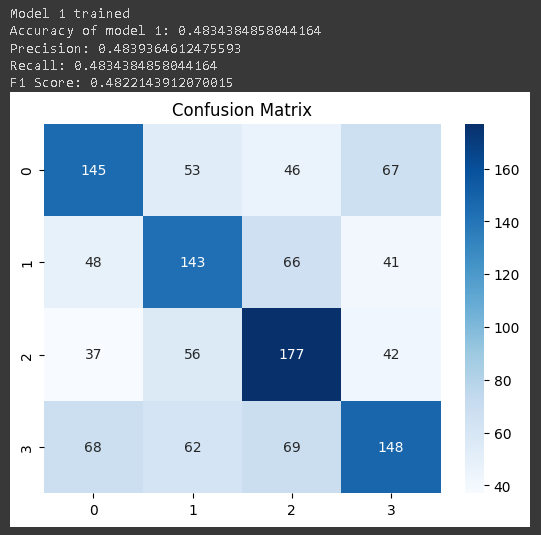 Model 1 trained
Accuracy of model 1: 0.4834384858044164
Precision: 0.4839364612475593
Recall: 0.4834384858044164
F1 Score: 0.4822143912070015
Confusion Matrix
0 145 53 46 67
1 48 143 66 41
2 37 56 177 42
3 68 62 69 148
0 1 2 3
160
140
120
100
80
60
40